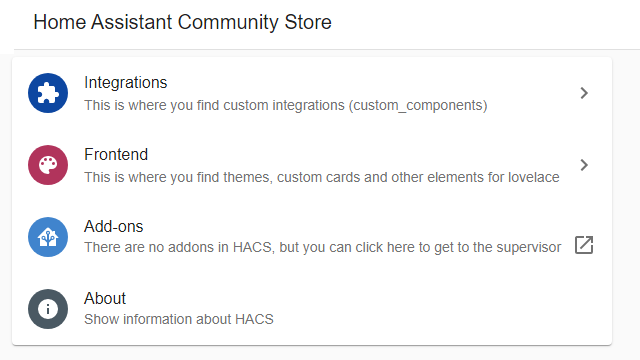 Home Assistant Community Store
Integrations
This is where you find custom integrations (custom_components)
Frontend
This is where you find themes, custom cards and other elements for lovelace
Add-ons
There are no addons in HACS, but you can click here to get to the supervisor
About
Show information about HACS